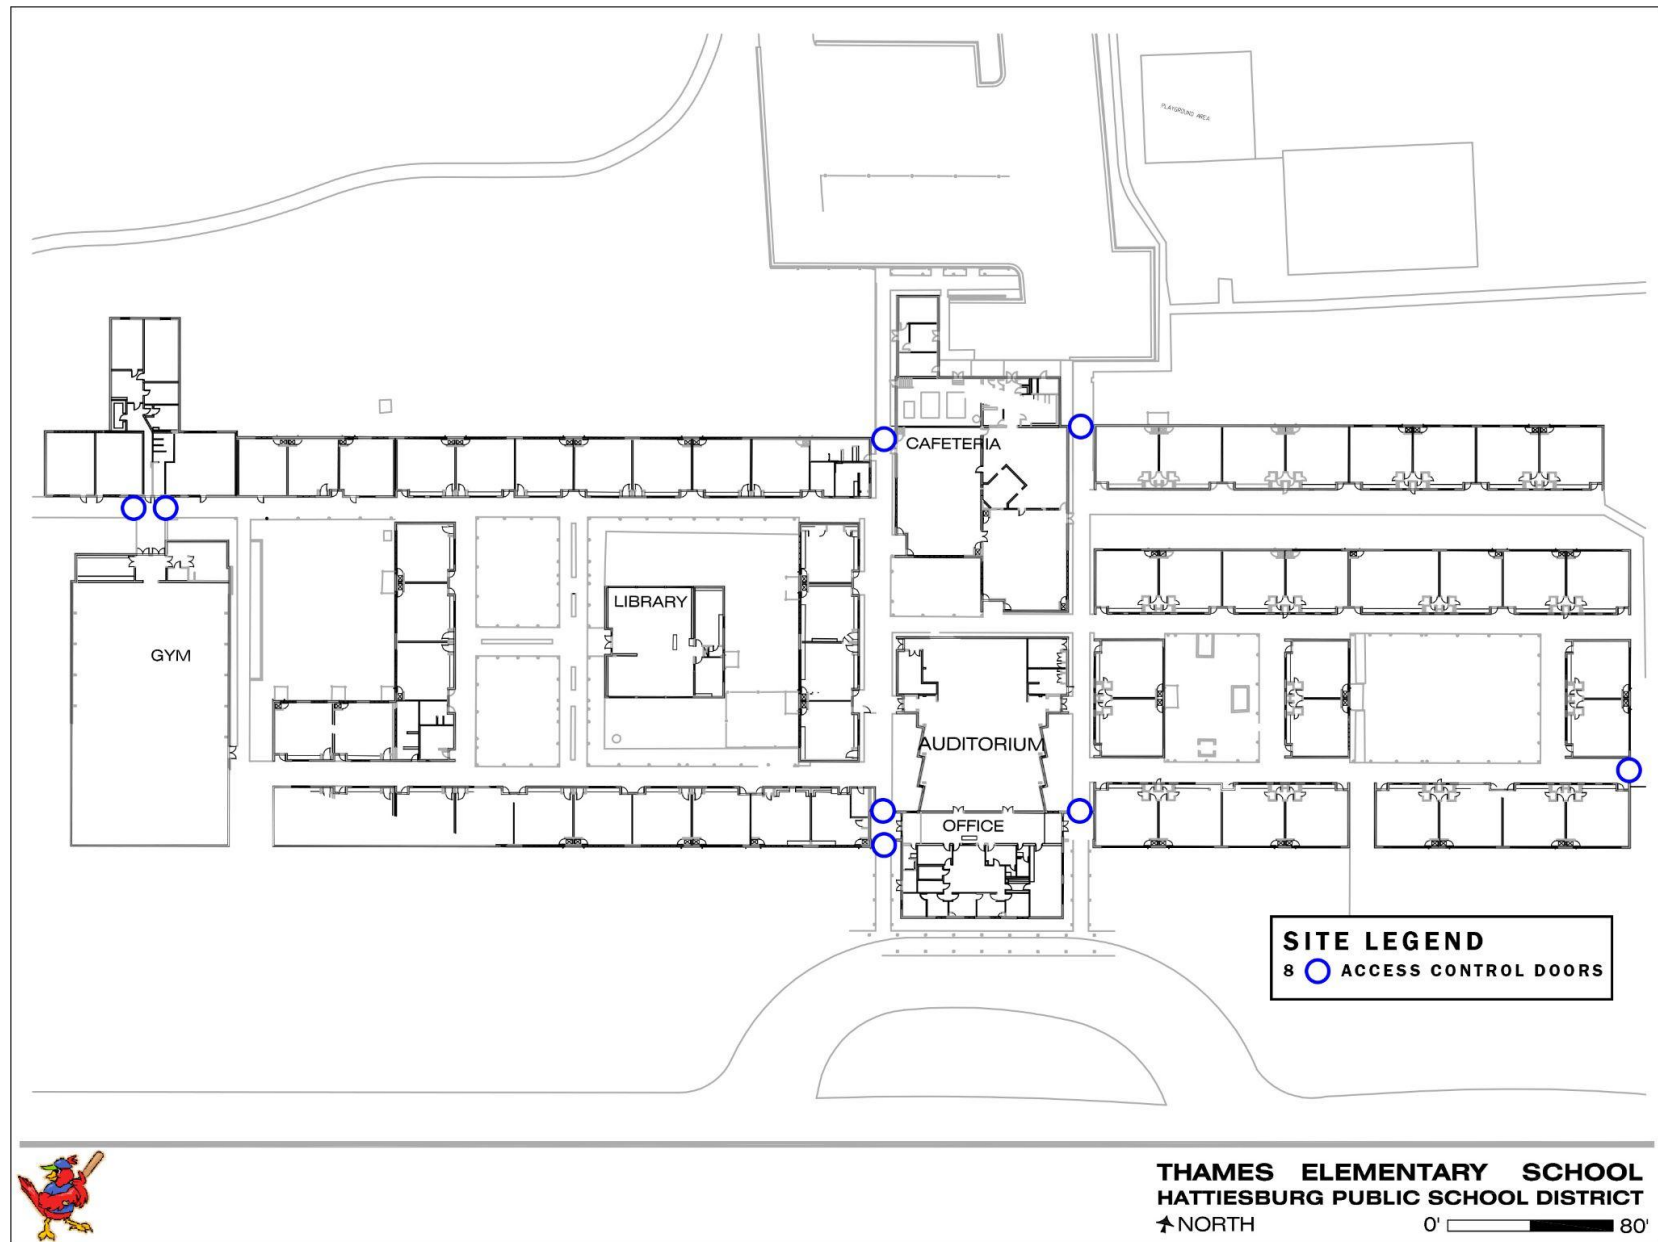 PLAYGROUND AREA
CAFETERIA
LIBRARY
GYM
AUDITORIUM
OFFICE
SITE LEGEND
8 ACCESS CONTROL DOORS
THAMES ELEMENTARY SCHOOL
HATTIESBURG PUBLIC SCHOOL DISTRICT
NORTH
0' 80'